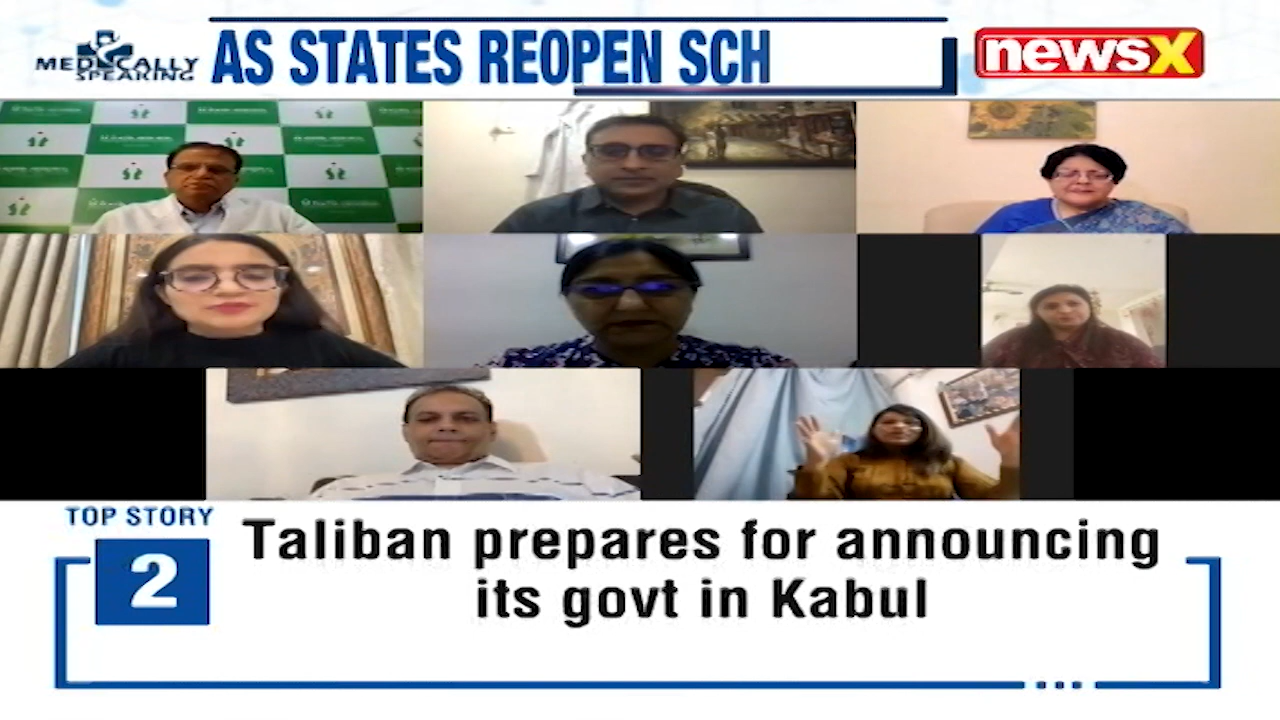 MEDICALLY
SPEAKING
AS STATES REOPEN SCH
newsX
TOP STORY
2
Taliban prepares for announcing
its govt in Kabul